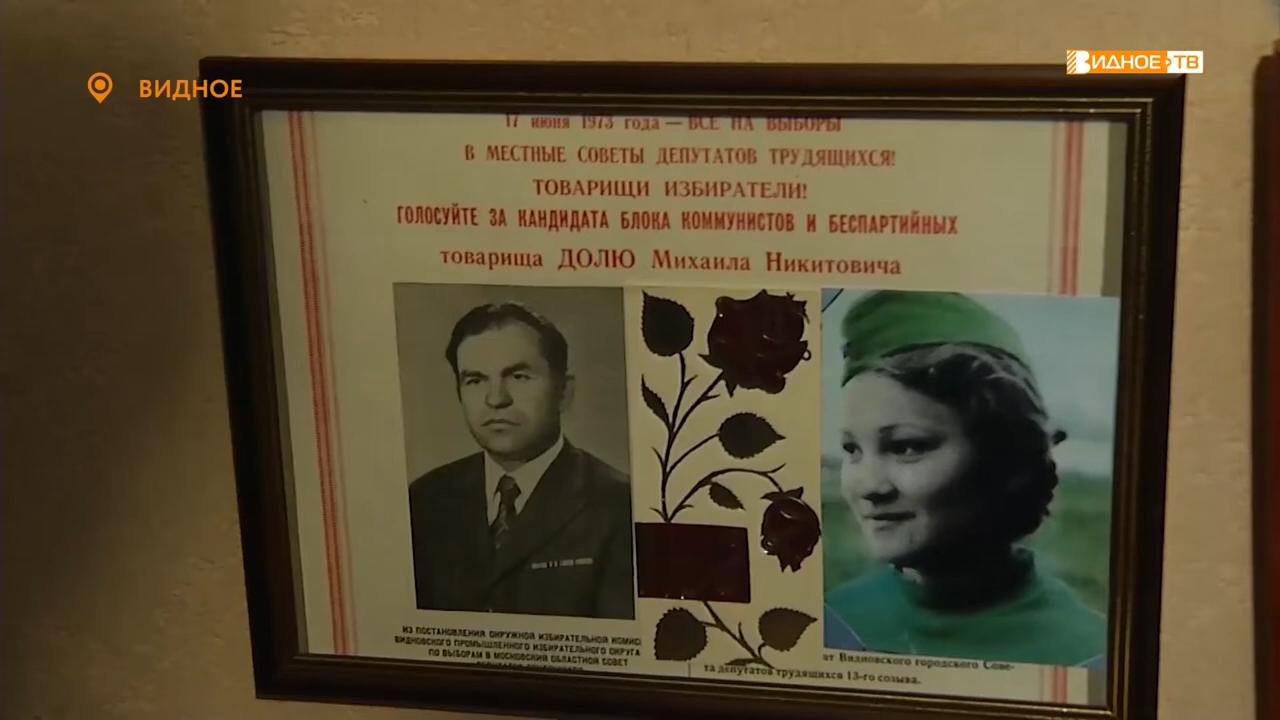 ВИДНОЕ
ВИДНОЕ ТВ
17 июня 1973 года — ВСЕ НА ВЫБОРЫ
В МЕСТНЫЕ СОВЕТЫ ДЕПУТАТОВ ТРУДЯЩИХСЯ!
ТОВАРИЩИ ИЗБИРАТЕЛИ!
ГОЛОСУЙТЕ ЗА КАНДИДАТА БЛОКА КОММУНИСТОВ И БЕСПАРТИЙНЫХ
товарища ДОЛЮ Михаила Никитовича
ИЗ ПОСТАНОВЛЕНИЯ ОКРУЖНОЙ ИЗБИРАТЕЛЬНОЙ КОМИС
ВИДНОВСКОГО ПРОМЫШЛЕННОГО ИЗБИРАТЕЛЬНОГО ОКРУГА
ПО ВЫБОРАМ В МОСКОВСКИЙ ОБЛАСТНОЙ СОВЕТ
ат Видновского городского Сове-
та депутатов трудящихся 13-го созыва.